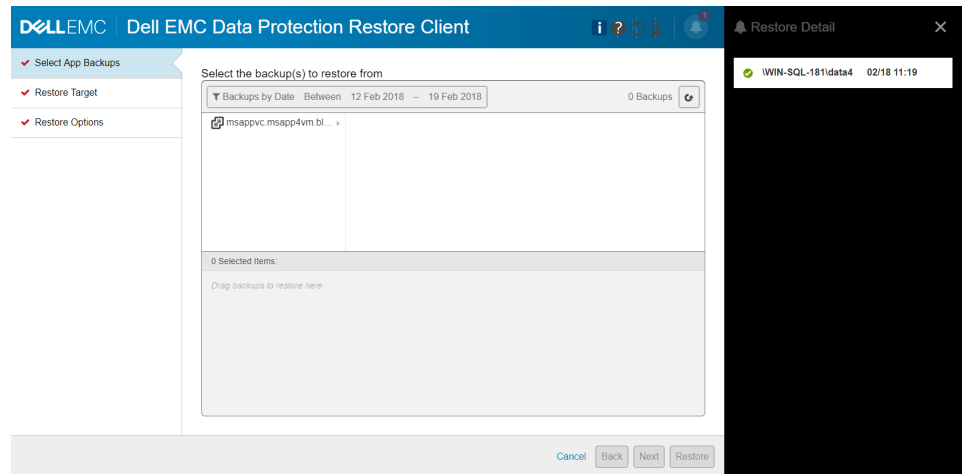 DELLEMC Dell EMC Data Protection Restore Client
1
Restore Detail
Select App Backups
Restore Target
Restore Options
Select the backup(s) to restore from
Backups by Date Between 12 Feb 2018 – 19 Feb 2018
0 Backups
msappvc.msapp4vm.bl...
0 Selected Items:
Drag backups to restore here
Cancel Back Next Restore
\WIN-SQL-181\data4 02/18 11:19